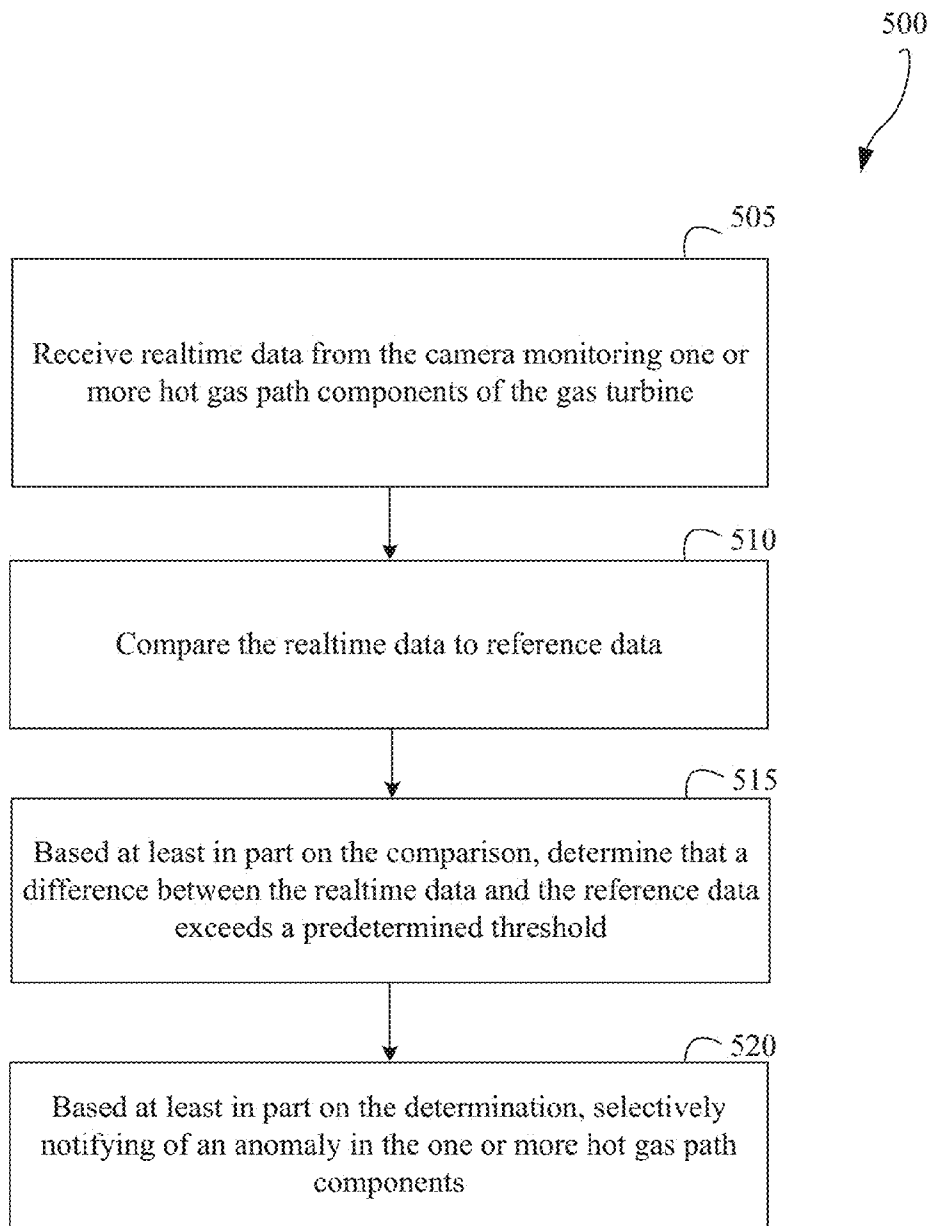 500
505
Receive realtime data from the camera monitoring one or
more hot gas path components of the gas turbine
510
Compare the realtime data to reference data
515
Based at least in part on the comparison, determine that a
difference between the realtime data and the reference data
exceeds a predetermined threshold
520
Based at least in part on the determination, selectively
notifying of an anomaly in the one or more hot gas path
components